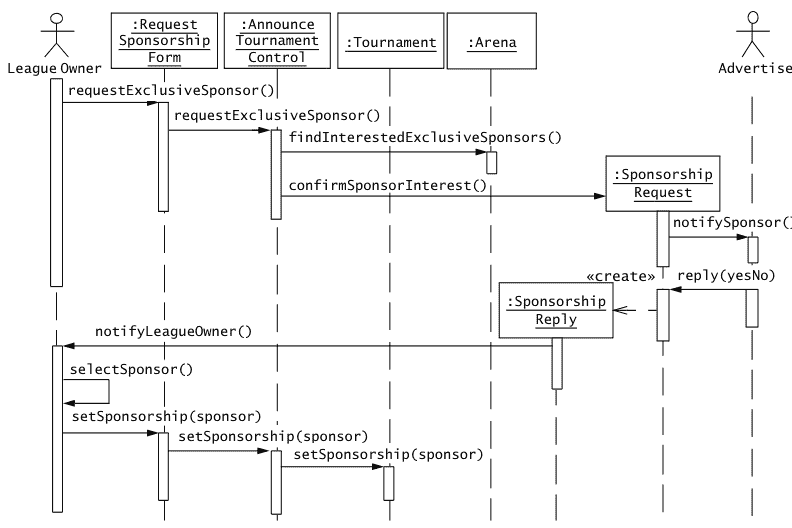 :Request
Sponsorship
Form
:Announce
Tournament
Control
:Tournament
:Arena
League Owner
Advertise
requestExclusiveSponsor()
requestExclusiveSponsor()
findInterestedExclusiveSponsors()
confirmSponsorInterest()
:Sponsorship
Request
notifySponsor()
«create»
reply(yesNo)
:Sponsorship
Reply
notifyLeagueOwner()
selectSponsor()
setSponsorship(sponsor)
setSponsorship(sponsor)
setSponsorship(sponsor)